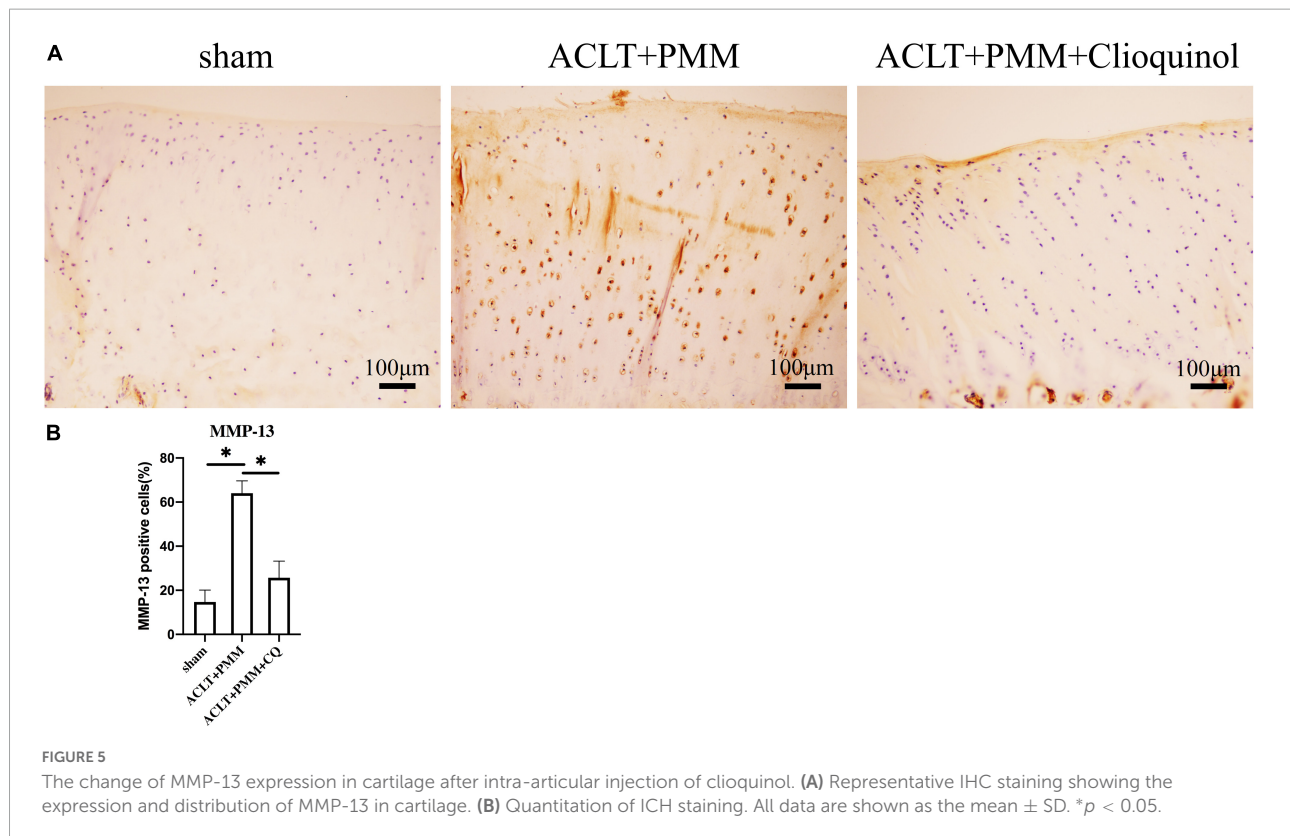 A
sham
ACLT+PMM
ACLT+PMM+Clioquinol
100μm
100μm
100μm
B
MMP-13
*
*
MMP-13 positive cells(%)
80
60
40
20
0
sham
ACLT+PMM
ACLT+PMM+CQ
FIGURE 5
The change of MMP-13 expression in cartilage after intra-articular injection of clioquinol. (A) Representative IHC staining showing the
expression and distribution of MMP-13 in cartilage. (B) Quantitation of ICH staining. All data are shown as the mean ± SD. *p < 0.05.